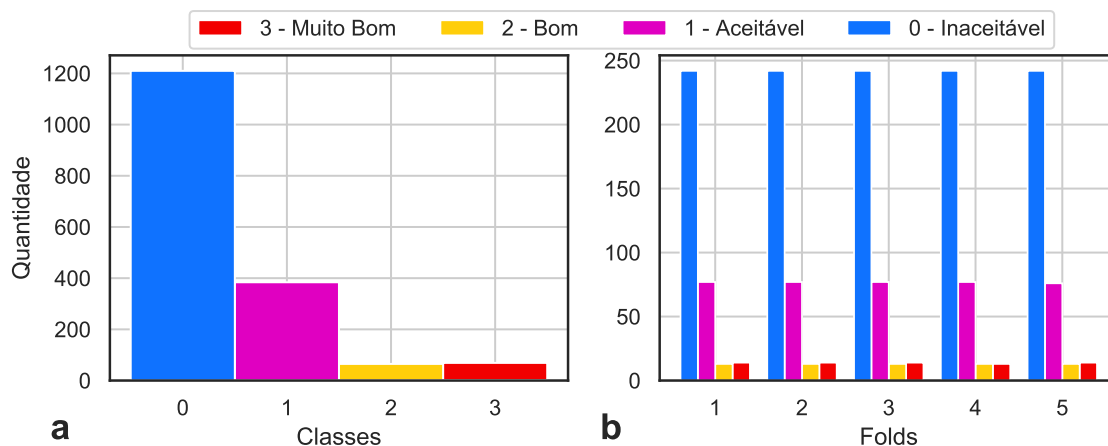 3 - Muito Bom 2 - Bom 1 - Aceitável 0 - Inaceitável
Quantidade
1200
1000
800
600
400
200
0
0 1 2 3
Classes
a
250
200
150
100
50
0
1 2 3 4 5
Folds
b